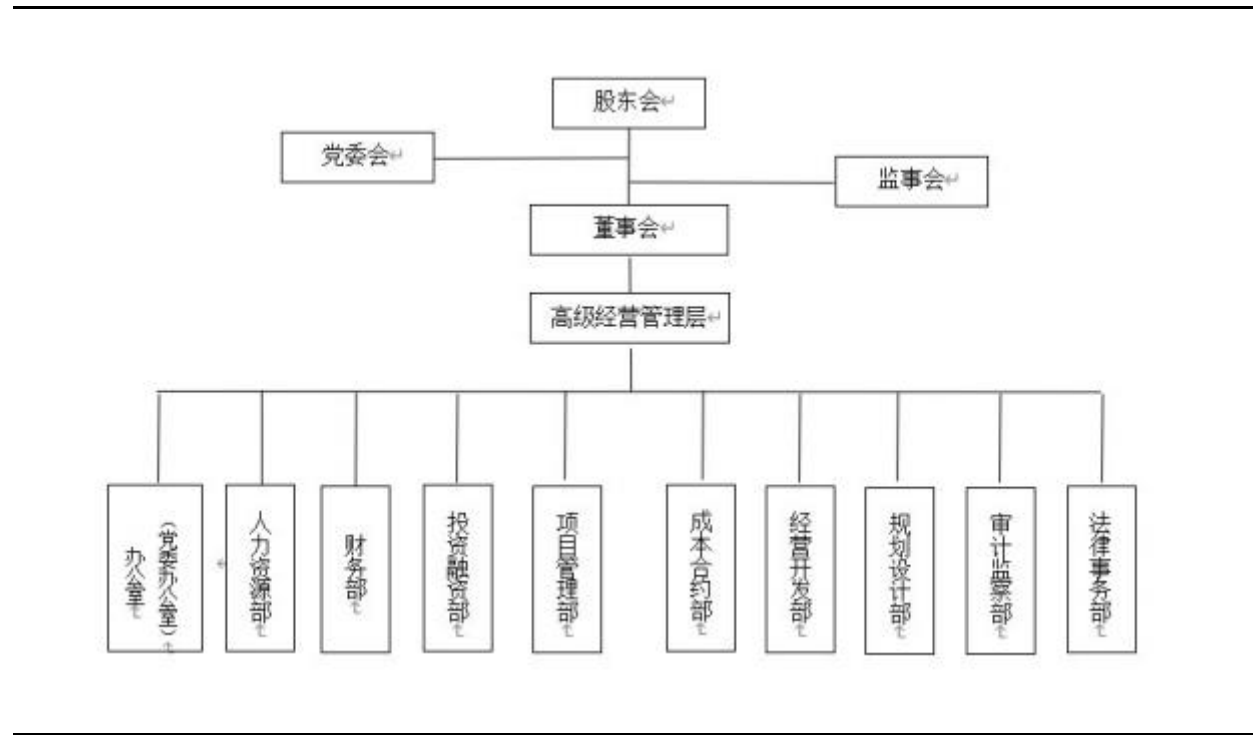 股东会
党委会
监事会
董事会
高级经营管理层
办公室
（党委办公室）
人力资源部
财务部
投资融资部
项目管理部
成本合约部
经营开发部
规划设计部
审计监察部
法律事务部